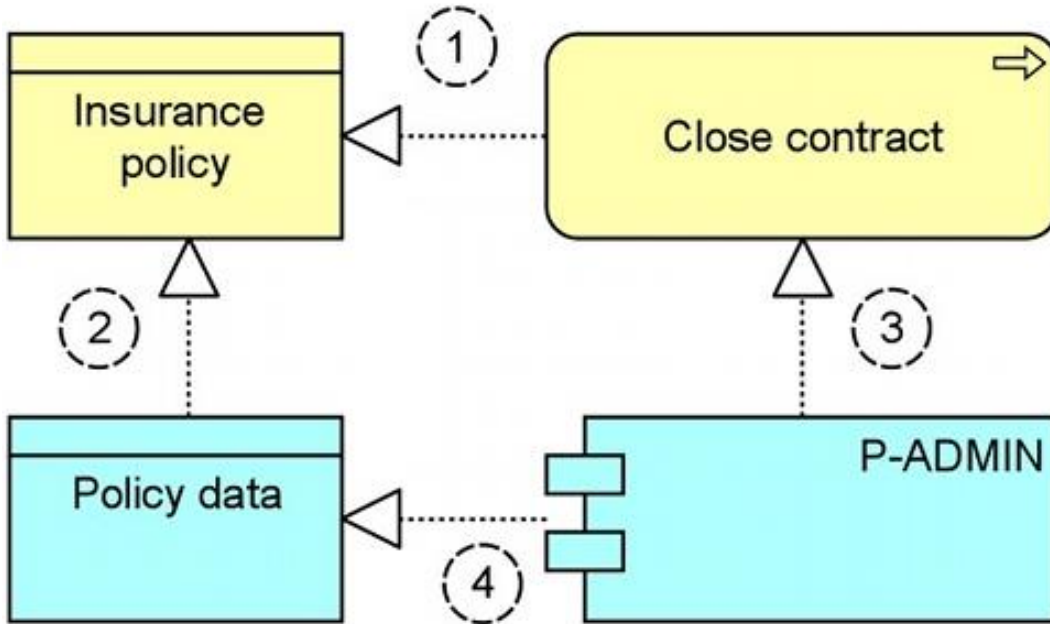 1
Insurance
policy
Close contract
2
3
Policy data
P-ADMIN
4